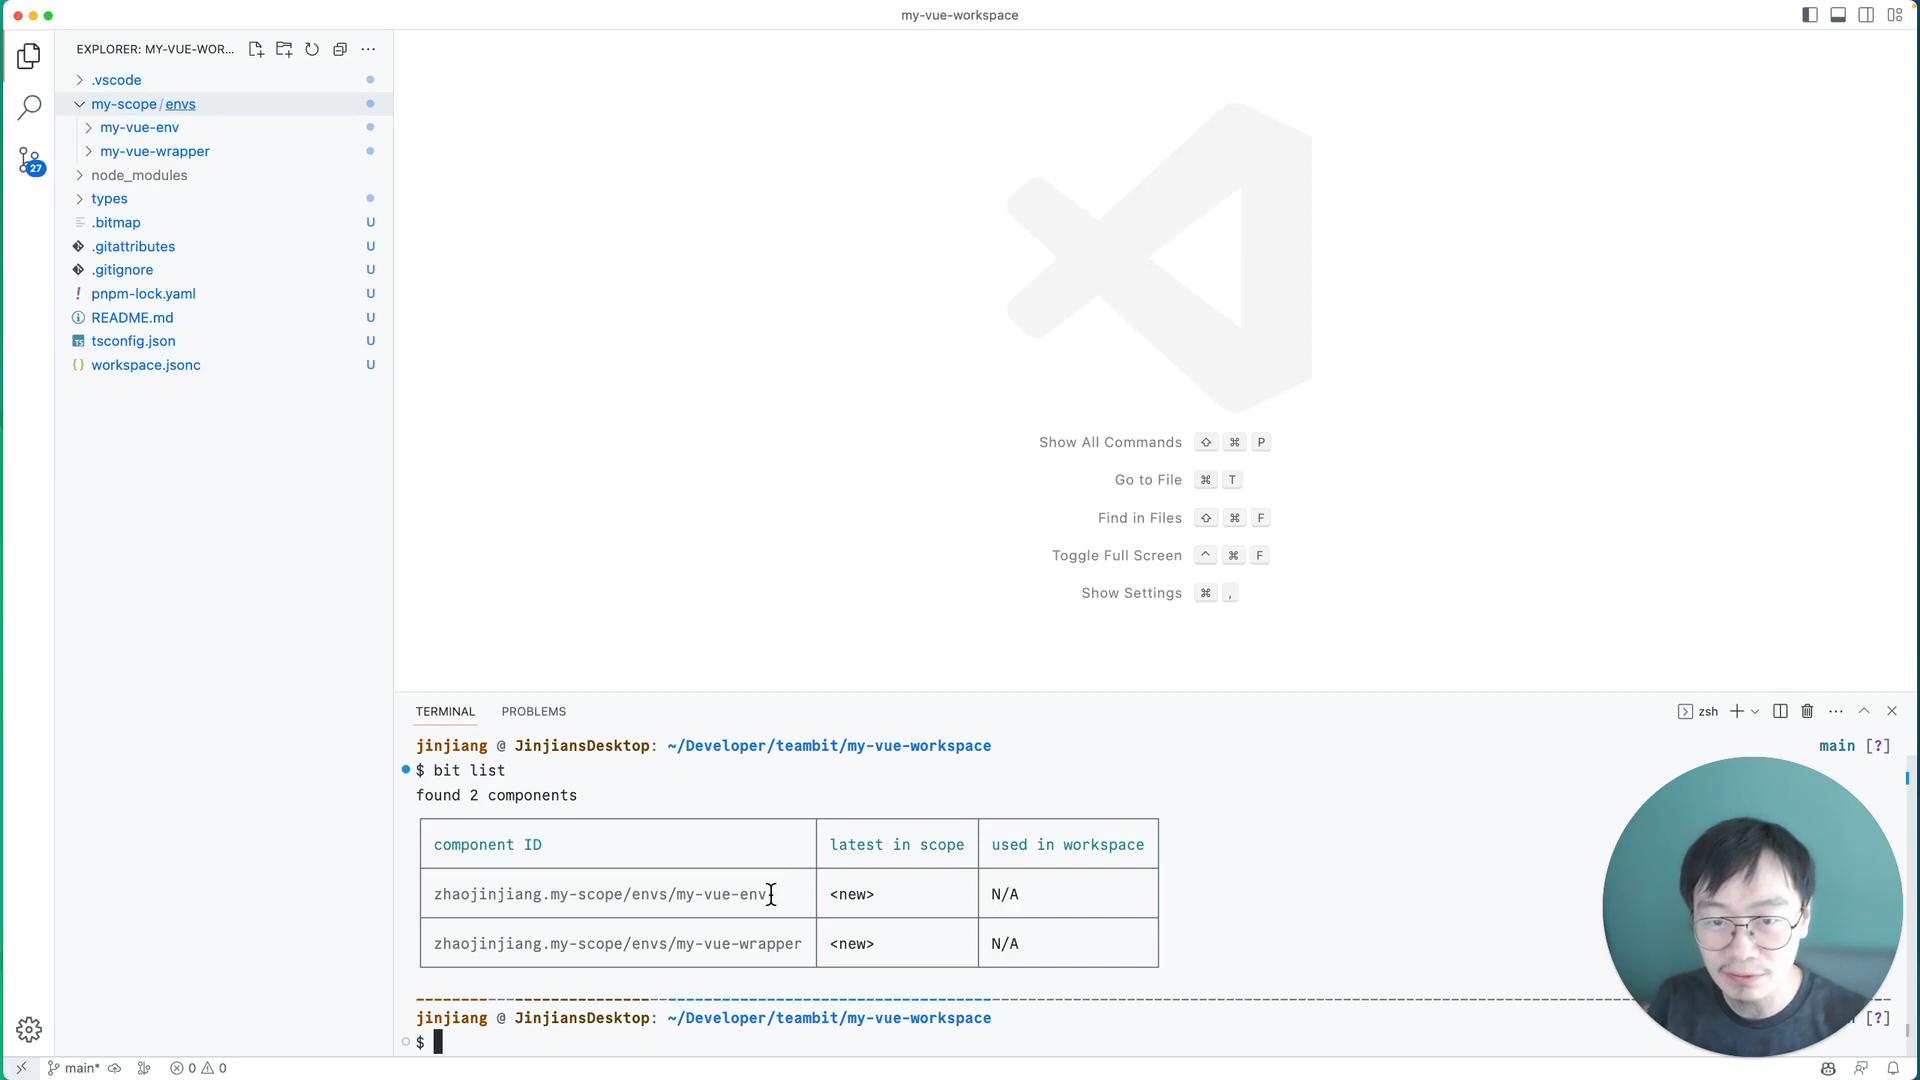 my-vue-workspace
EXPLORER: MY-VUE-WOR...
.vscode
my-scope/envs
my-vue-env
my-vue-wrapper
27
node_modules
types
.bitmap U
.gitattributes U
.gitignore U
! pnpm-lock.yaml U
README.md U
TS tsconfig.json U
{} workspace.jsonc U
Show All Commands ⇧ ⌘ P
Go to File ⌘ T
Find in Files ⇧ ⌘ F
Toggle Full Screen ^ ⌘ F
Show Settings ⌘ ,
TERMINAL PROBLEMS zsh
jinjiang @ JinjiansDesktop: ~/Developer/teambit/my-vue-workspace main [?]
$ bit list
found 2 components
component ID latest in scope used in workspace
zhaojinjiang.my-scope/envs/my-vue-env <new> N/A
zhaojinjiang.my-scope/envs/my-vue-wrapper <new> N/A
jinjiang @ JinjiansDesktop: ~/Developer/teambit/my-vue-workspace [?]
$
main* 0 0